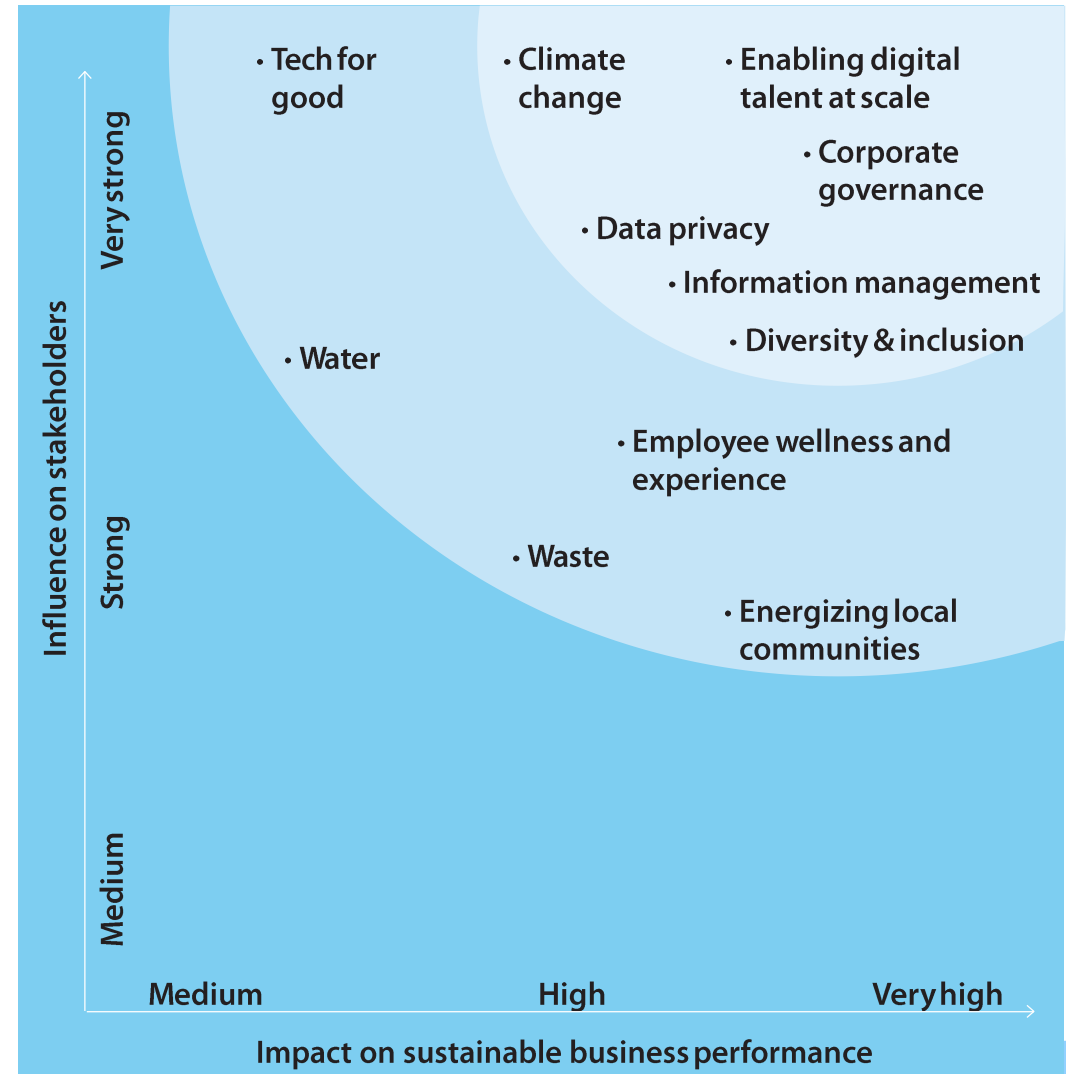 • Tech for
good
• Climate
change
• Enabling digital
talent at scale
• Corporate
governance
• Data privacy
• Information management
• Diversity & inclusion
• Water
• Employee wellness and
experience
• Waste
• Energizing local
communities
Influence on stakeholders
Very strong
Strong
Medium
Medium
High
Very high
Impact on sustainable business performance